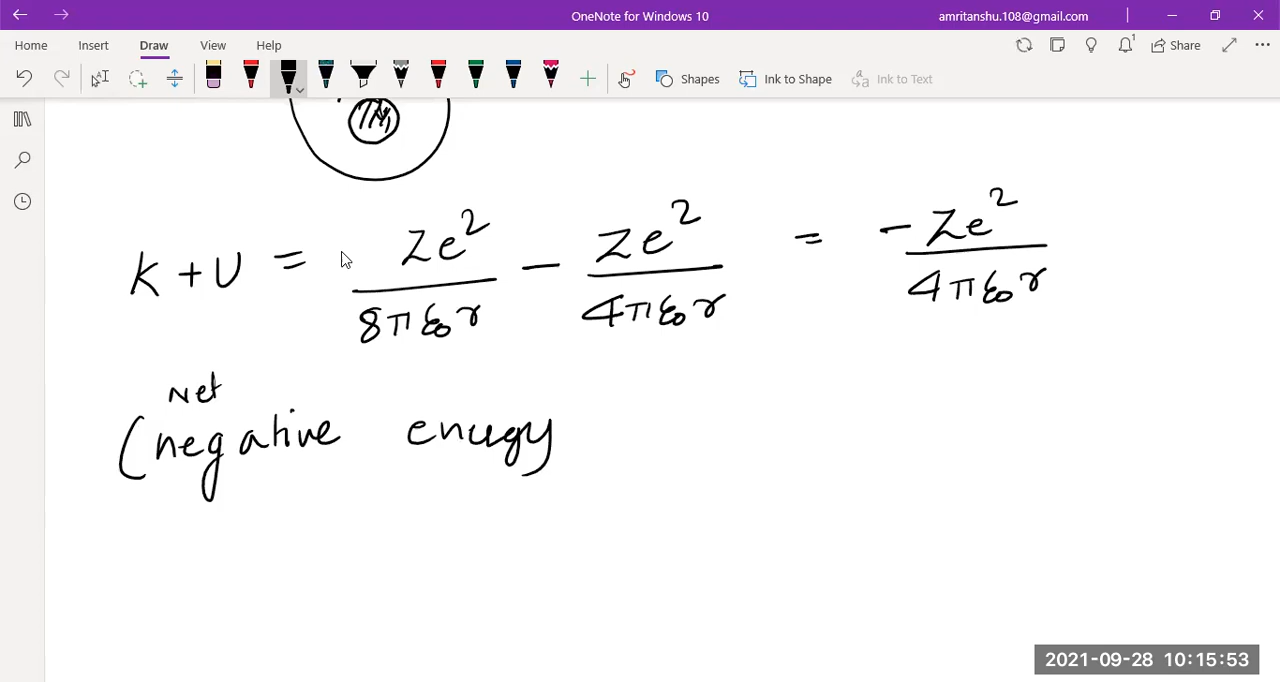 OneNote for Windows 10
amritanshu.108@gmail.com
Home Insert Draw View Help
1
Share
Shapes
Ink to Shape
Ink to Text
K + U = Ze² / 8πε₀r − Ze² / 4πε₀r = −Ze² / 4πε₀r
Net
(negative energy
2021-09-28 10:15:53